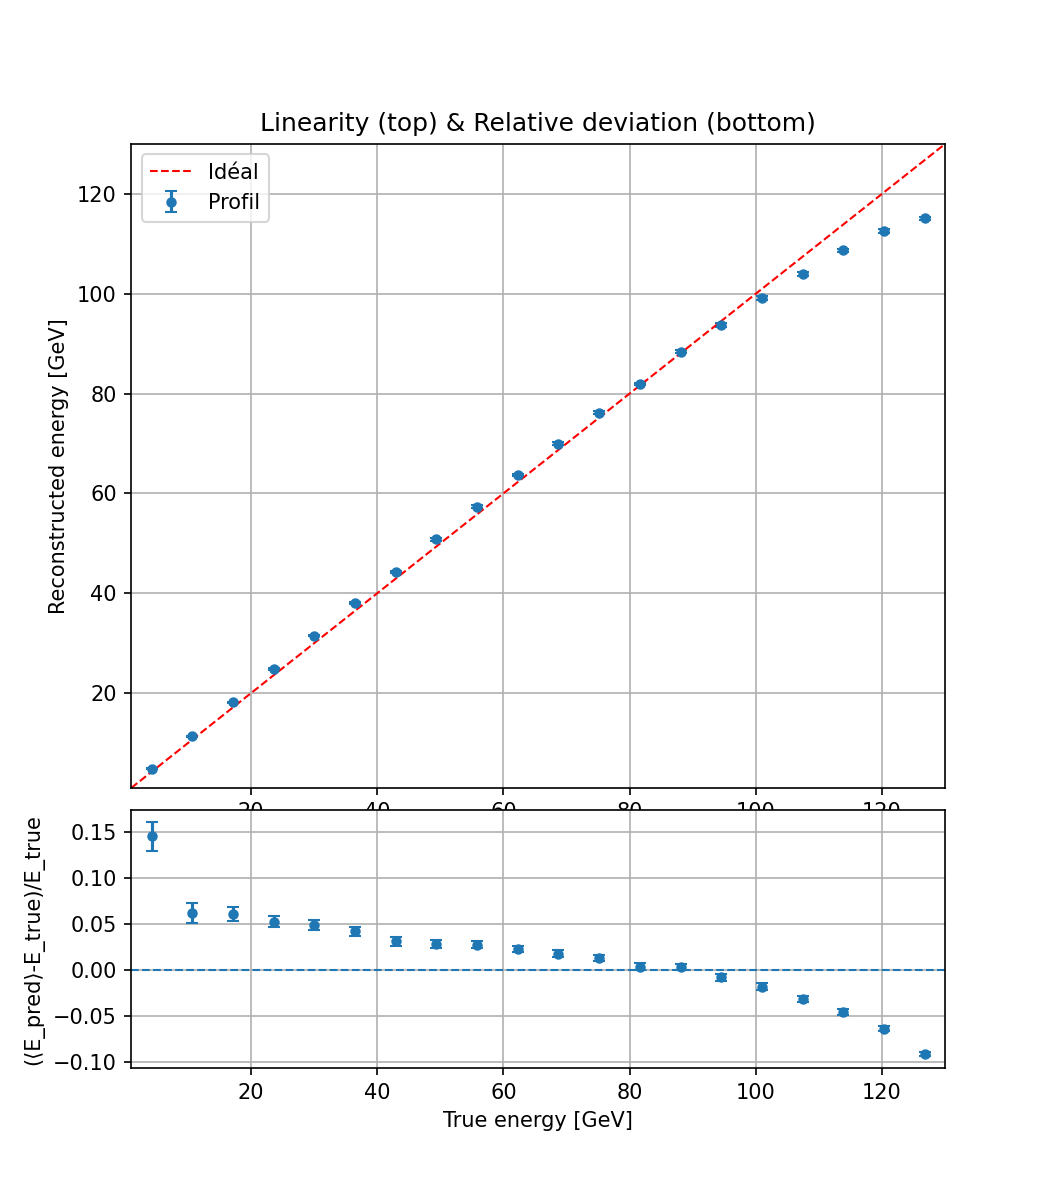 Linearity (top) & Relative deviation (bottom)
Idéal
Profil
120
100
80
60
40
20
Reconstructed energy [GeV]
20 40 60 80 100 120
0.15
0.10
0.05
0.00
−0.05
−0.10
(⟨E_pred⟩-E_true)/E_true
20 40 60 80 100 120
True energy [GeV]